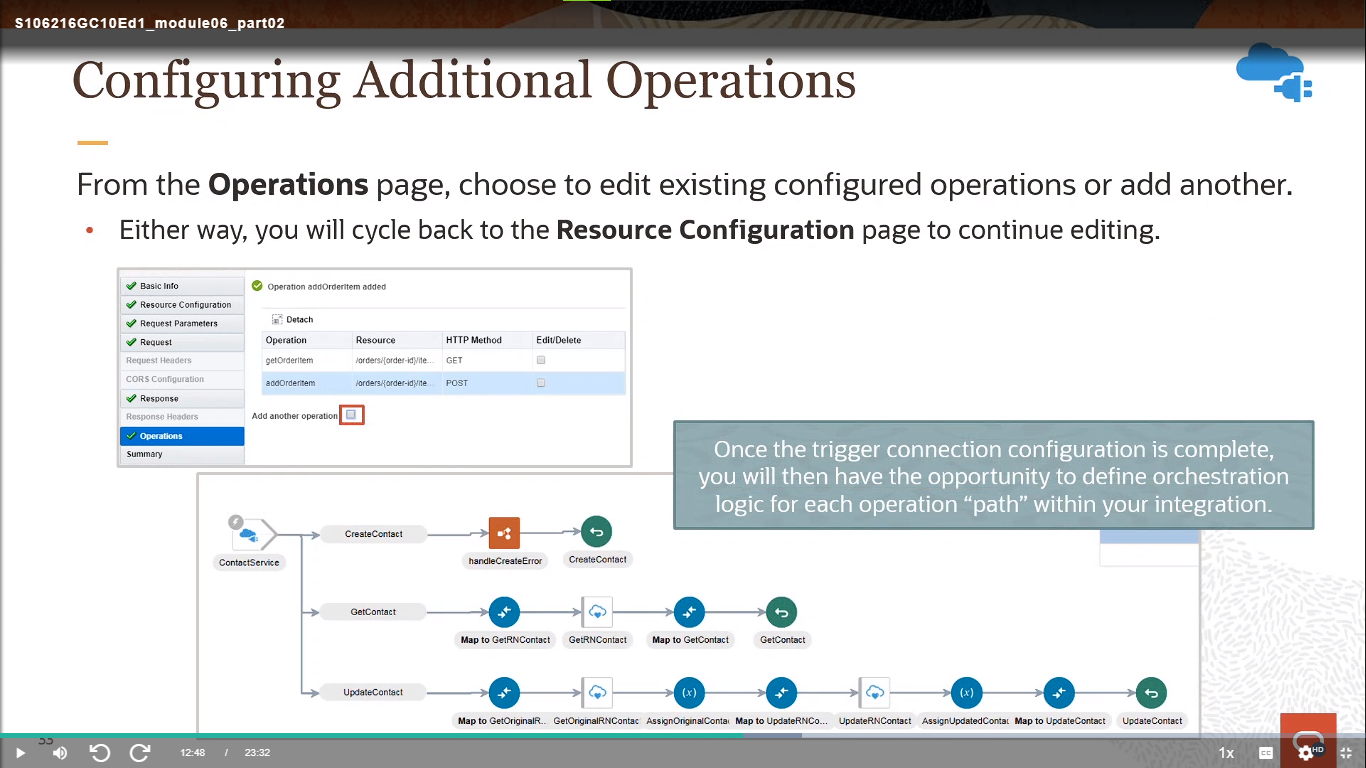 S106216GC10Ed1_module06_part02
Configuring Additional Operations
From the Operations page, choose to edit existing configured operations or add another.
• Either way, you will cycle back to the Resource Configuration page to continue editing.
Basic Info
Resource Configuration
Request Parameters
Request
Request Headers
CORS Configuration
Response
Response Headers
Operations
Summary
Operation addOrderItem added
Detach
Operation Resource HTTP Method Edit/Delete
getOrderItem /orders/{order-id}/ite... GET
addOrderItem /orders/{order-id}/ite... POST
Add another operation
Once the trigger connection configuration is complete,
you will then have the opportunity to define orchestration
logic for each operation “path” within your integration.
ContactService
CreateContact
handleCreateError CreateContact
GetContact
Map to GetRNContact GetRNContact Map to GetContact GetContact
UpdateContact
(x) (x)
Map to GetOriginalR... GetOriginalRNContac AssignOriginalContac Map to UpdateRNCo... UpdateRNContact AssignUpdatedContac Map to UpdateContact UpdateContact
53
12:48 / 23:32 1x CC HD